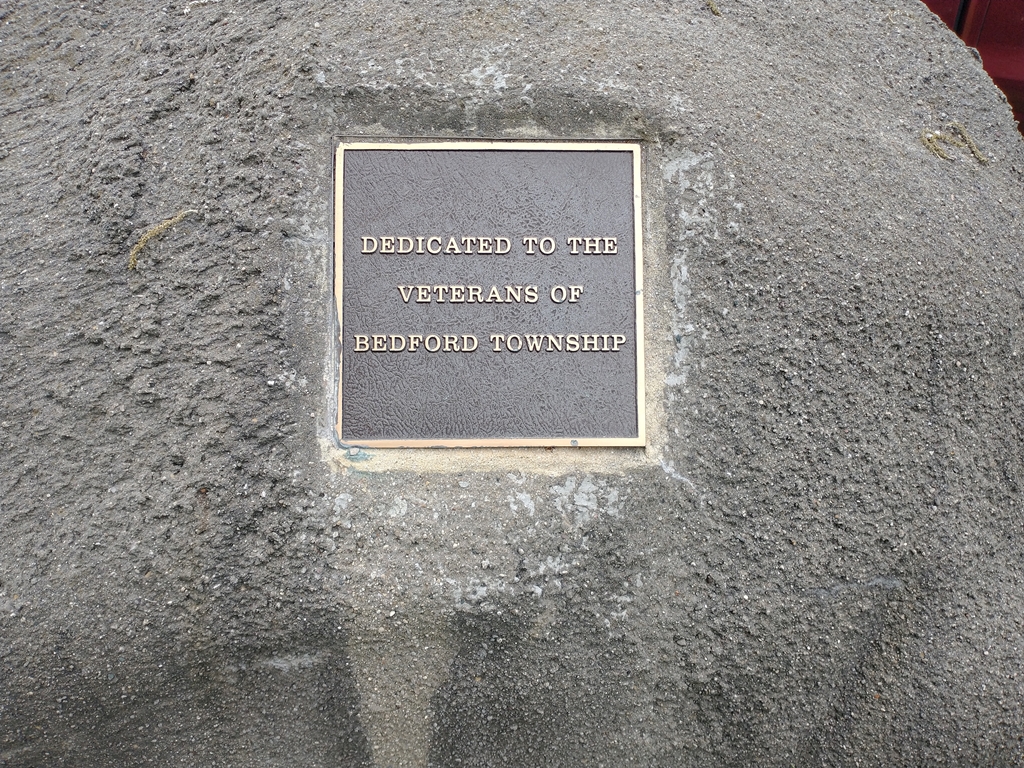 DEDICATED TO THE
VETERANS OF
BEDFORD TOWNSHIP